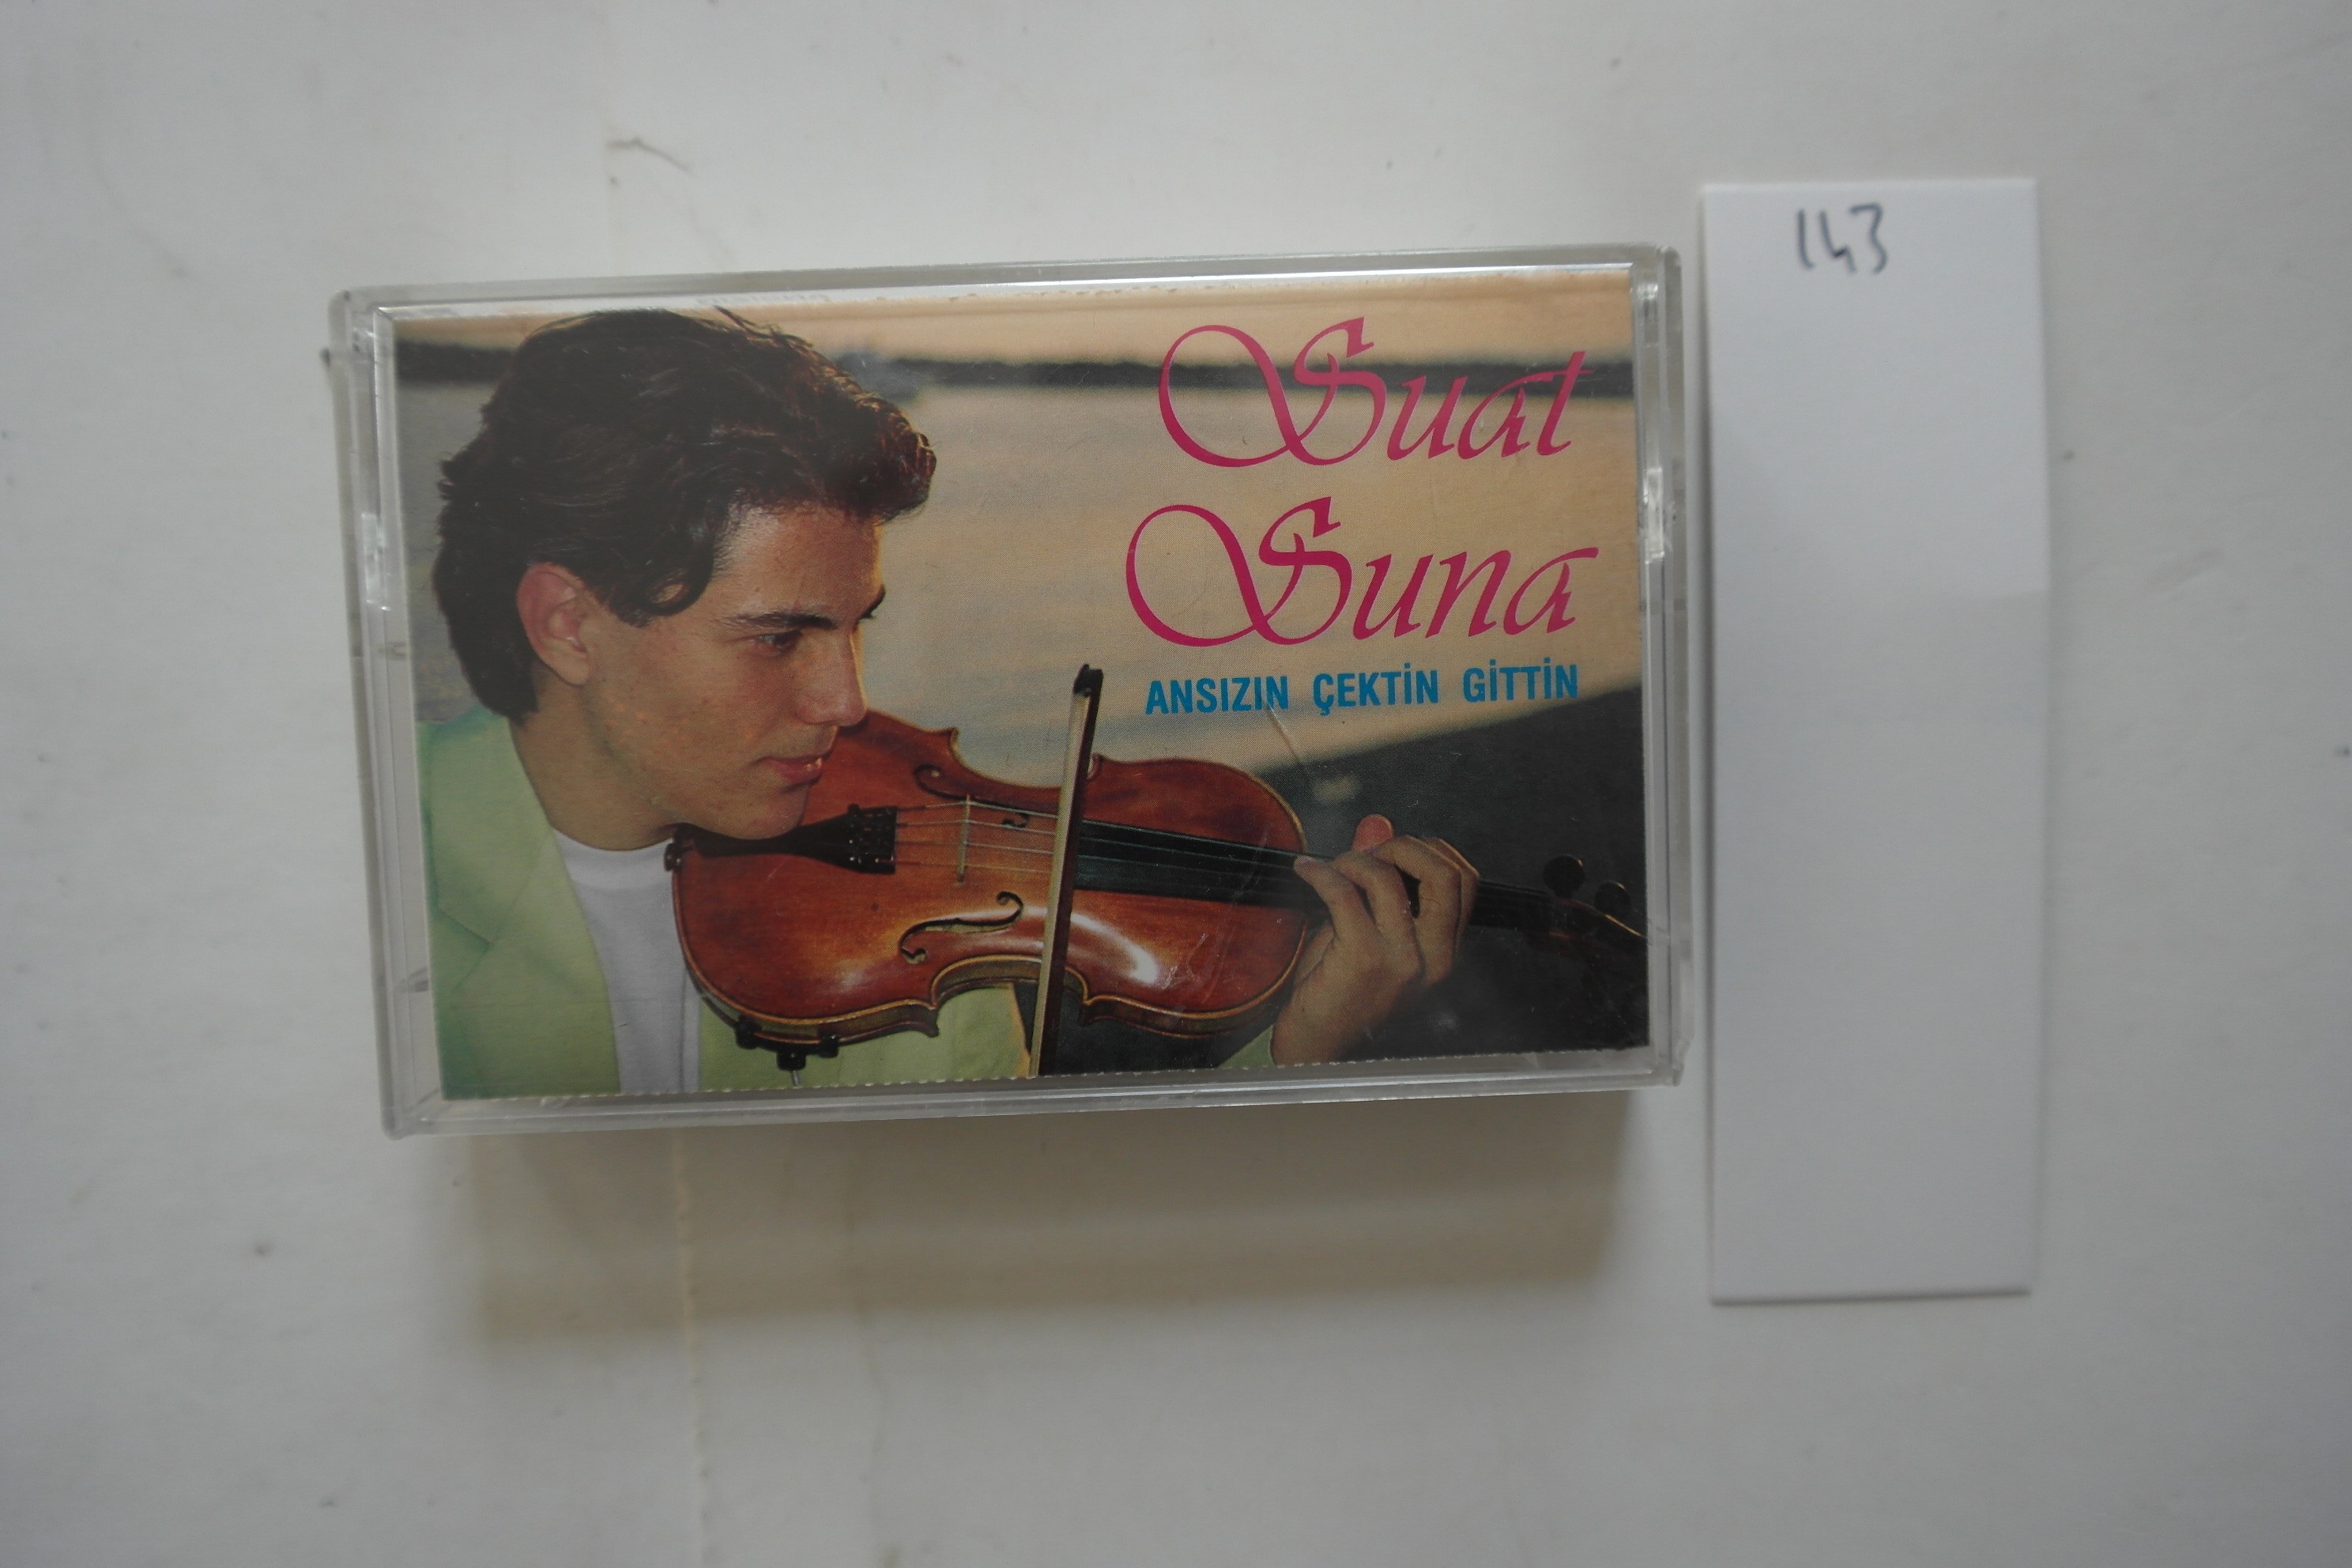 Suat
Suna
ANSIZIN ÇEKTİN GİTTİN
143